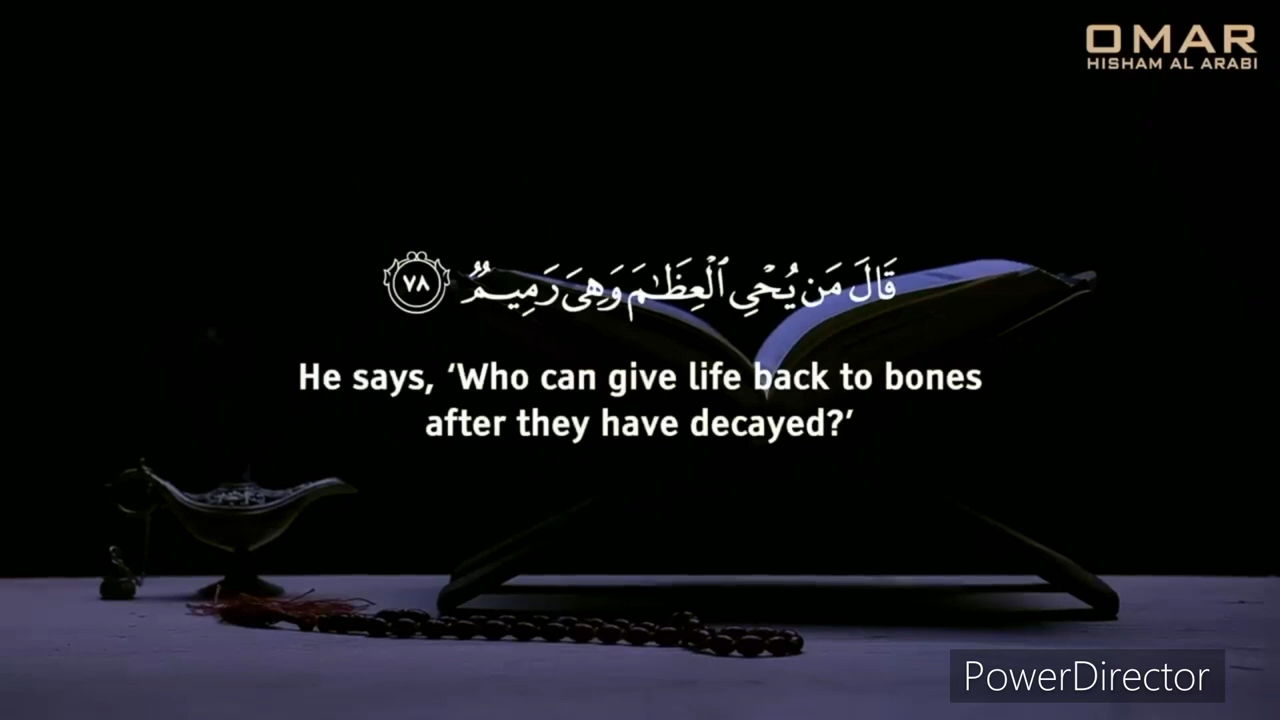 OMAR
HISHAM AL ARABI
قَالَ مَن يُحْيِ ٱلْعِظَـٰمَ وَهِىَ رَمِيمٌ ٧٨
He says, ‘Who can give life back to bones
after they have decayed?’
PowerDirector